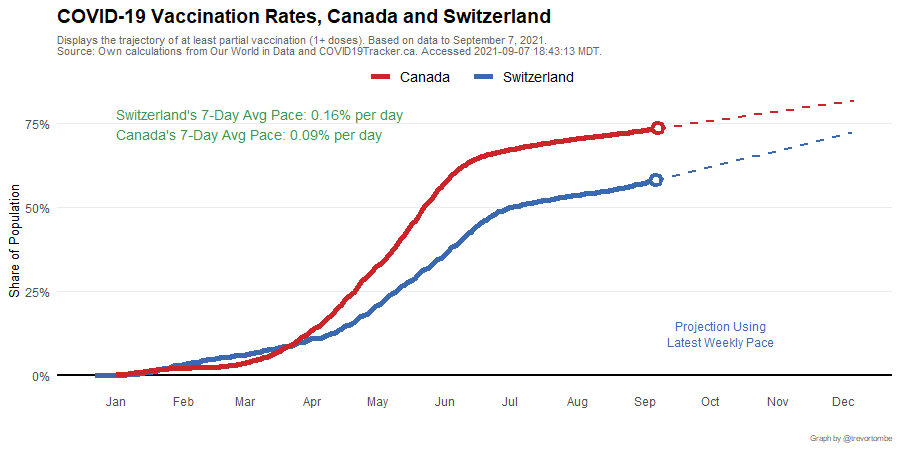 COVID-19 Vaccination Rates, Canada and Switzerland
Displays the trajectory of at least partial vaccination (1+ doses). Based on data to September 7, 2021.
Source: Own calculations from Our World in Data and COVID19Tracker.ca. Accessed 2021-09-07 18:43:13 MDT.
Canada Switzerland
Switzerland's 7-Day Avg Pace: 0.16% per day
Canada's 7-Day Avg Pace: 0.09% per day
75%
50%
25%
0%
Share of Population
Projection Using
Latest Weekly Pace
Jan Feb Mar Apr May Jun Jul Aug Sep Oct Nov Dec
Graph by @trevortombe